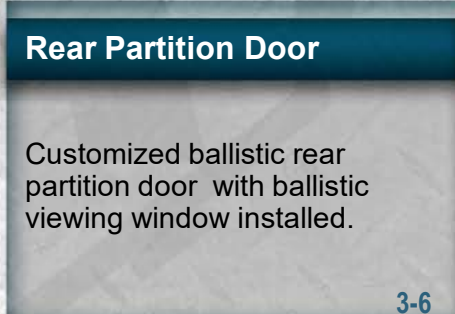 Rear Partition Door
Customized ballistic rear
partition door  with ballistic
viewing window installed.
3-6